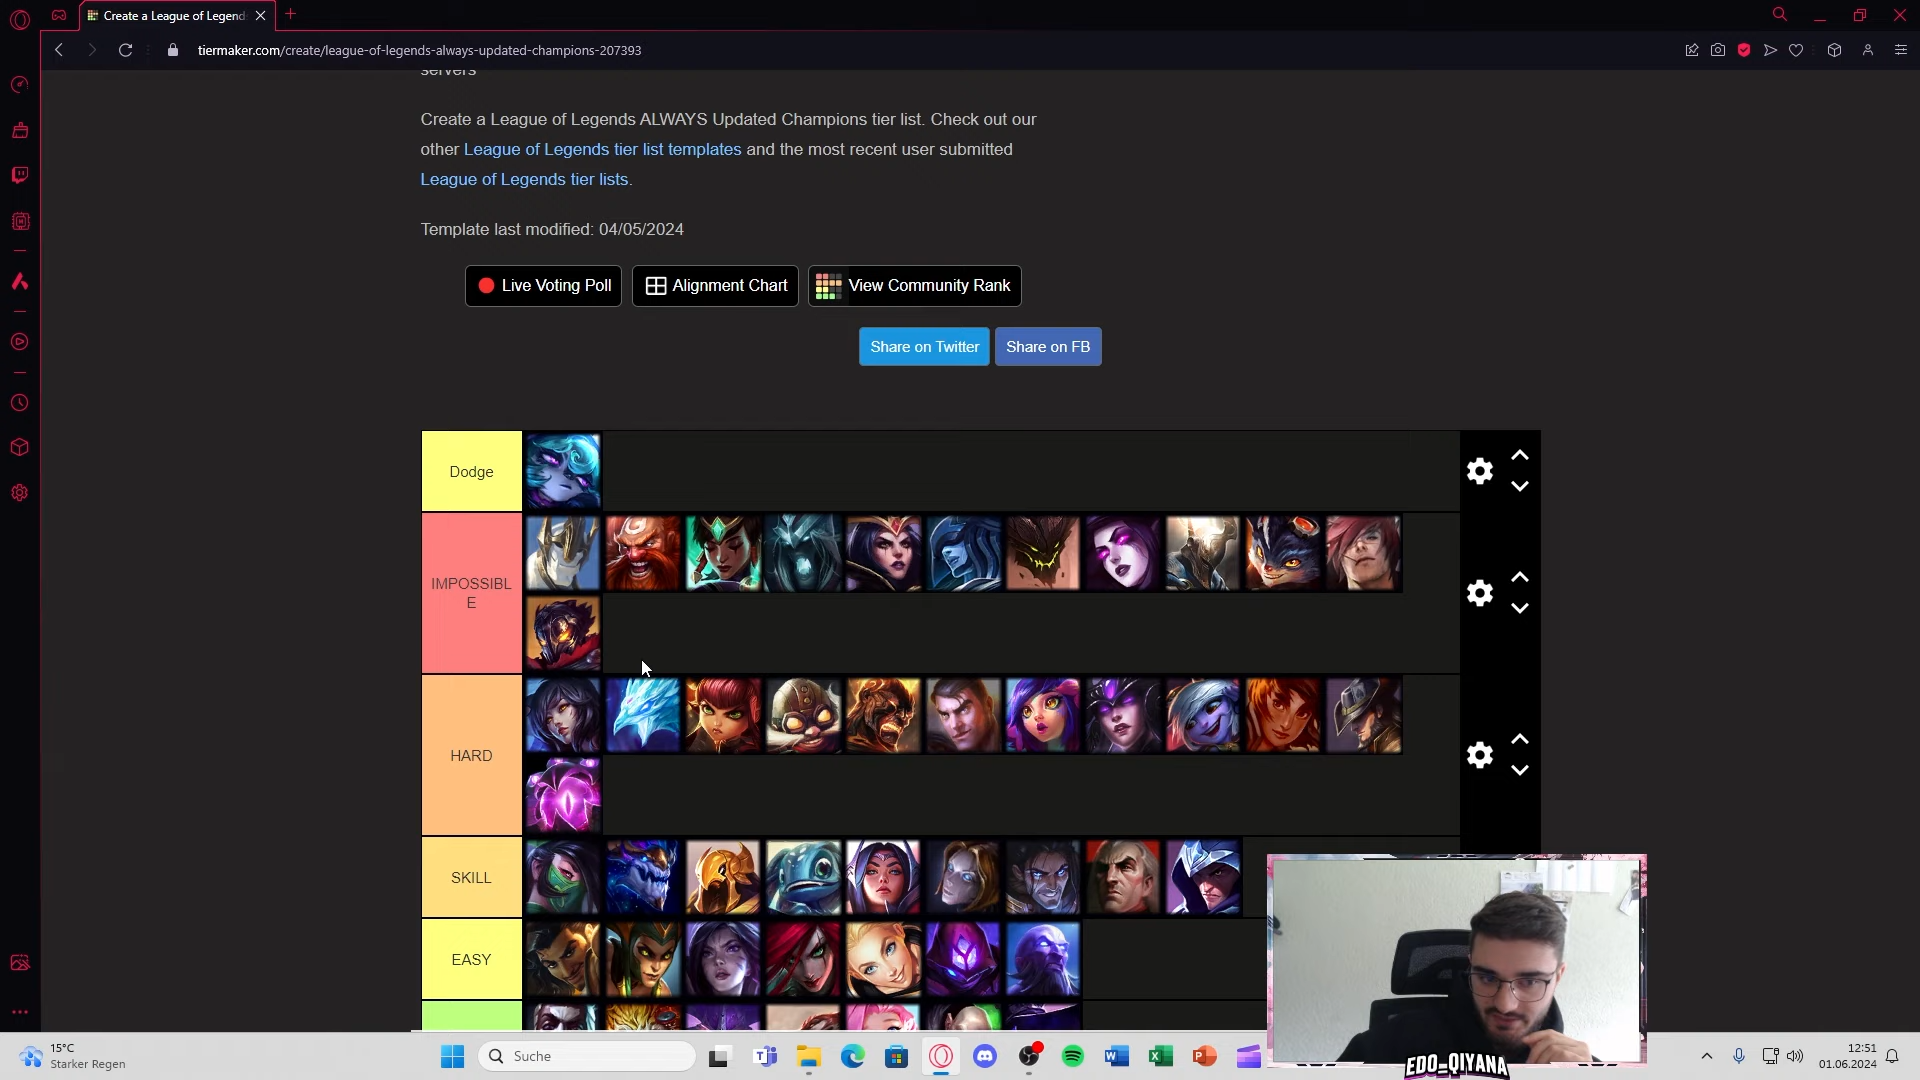 Create a League of Legend
tiermaker.com/create/league-of-legends-always-updated-champions-207393
servers
Create a League of Legends ALWAYS Updated Champions tier list. Check out our
other League of Legends tier list templates and the most recent user submitted
League of Legends tier lists.
Template last modified: 04/05/2024
Live Voting Poll
Alignment Chart
View Community Rank
Share on Twitter
Share on FB
Dodge
IMPOSSIBL
E
HARD
SKILL
EASY
EDO_QIYANA
15°C
Starker Regen
Suche
12:51
01.06.2024